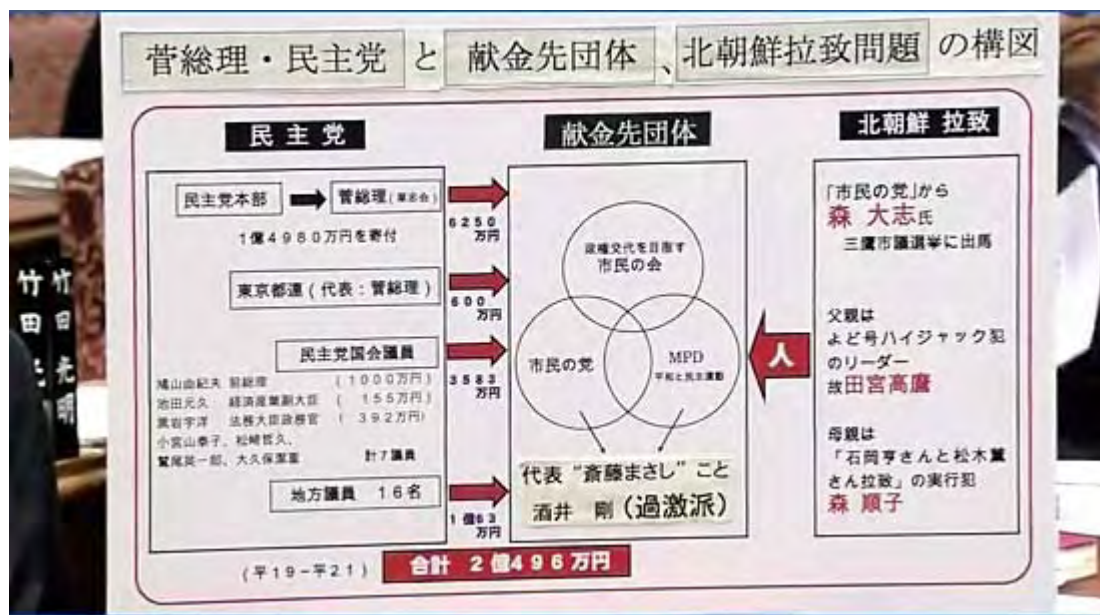 菅総理・民主党 と 献金先団体 、北朝鮮拉致問題 の構図
民主党
民主党本部 菅総理(草志会)
1億4980万円を寄付
6250
万円
東京都連(代表:菅総理)
600
万円
民主党国会議員
3583
万円
鳩山由紀夫 前総理 (1000万円)
池田元久 経済産業副大臣 ( 155万円)
黒岩宇洋 法務大臣政務官 ( 392万円)
小宮山泰子、松崎哲久、
鷲尾英一郎、大久保潔重 計7議員
地方議員 16名
1億63
万円
(平19-平21) 合計 2億496万円
献金先団体
政権交代を目指す
市民の会
市民の党
MPD
平和と民主運動
代表“斎藤まさし”こと
酒井 剛(過激派)
人
北朝鮮 拉致
「市民の党」から
森 大志氏
三鷹市議選挙に出馬
父親は
よど号ハイジャック犯
のリーダー
故田宮高麿
母親は
「石岡亨さんと松木薫
さん拉致」の実行犯
森 順子
竹田光明
竹田光